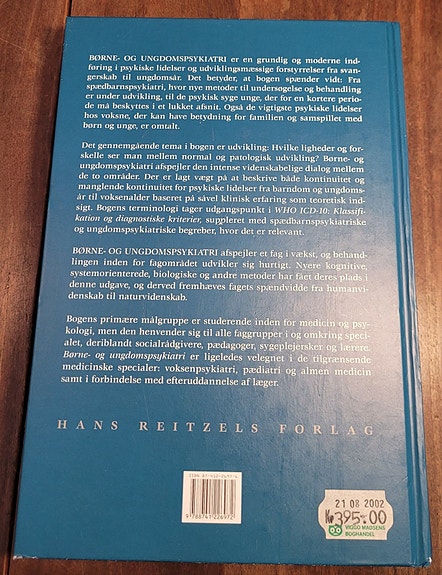 BØRNE- OG UNGDOMSPSYKIATRI er en grundig og moderne ind-
føring i psykiske lidelser og udviklingsmæssige forstyrrelser fra svan-
gerskab til ungdomsår. Det betyder, at bogen spænder vidt: Fra
spædbarnspsykiatri, hvor nye metoder til undersøgelse og behandling
er under udvikling, til de psykisk syge unge, der for en kortere perio-
de må beskyttes i et lukket afsnit. Også de vigtigste psykiske lidelser
hos voksne, der kan have betydning for familien og samspillet med
børn og unge, er omtalt.
Det gennemgående tema i bogen er udvikling: Hvilke ligheder og for-
skelle ser man mellem normal og patologisk udvikling? Børne- og
ungdomspsykiatri afspejler den intense videnskabelige dialog mellem
de to områder. Der er lagt vægt på at beskrive både kontinuitet og
manglende kontinuitet for psykiske lidelser fra barndom og ungdoms-
år til voksenalder baseret på såvel klinisk erfaring som teoretisk ind-
sigt. Bogens terminologi tager udgangspunkt i WHO ICD-10: Klassifi-
kation og diagnostiske kriterier, suppleret med spædbarnspsykiatriske
og ungdomspsykiatriske begreber, hvor det er relevant.
BØRNE- OG UNGDOMSPSYKIATRI afspejler et fag i vækst, og behand-
lingen inden for fagområdet udvikler sig hurtigt. Nyere kognitive,
systemorienterede, biologiske og andre metoder har fået deres plads i
denne udgave, og derved fremhæves fagets spændvidde fra humanvi-
denskab til naturvidenskab.
Bogens primære målgruppe er studerende inden for medicin og psy-
kologi, men den henvender sig til alle faggrupper i og omkring speci-
alet, deriblandt socialrådgivere, pædagoger, sygeplejersker og lærere.
Børne- og ungdomspsykiatri er ligeledes velegnet i de tilgrænsende
medicinske specialer: voksenpsykiatri, pædiatri og almen medicin
samt i forbindelse med efteruddannelse af læger.
HANS REITZELS FORLAG
9 788741 226972
21 08 2002
Kr 395.00
VIGGO MADSENS
BOGHANDEL